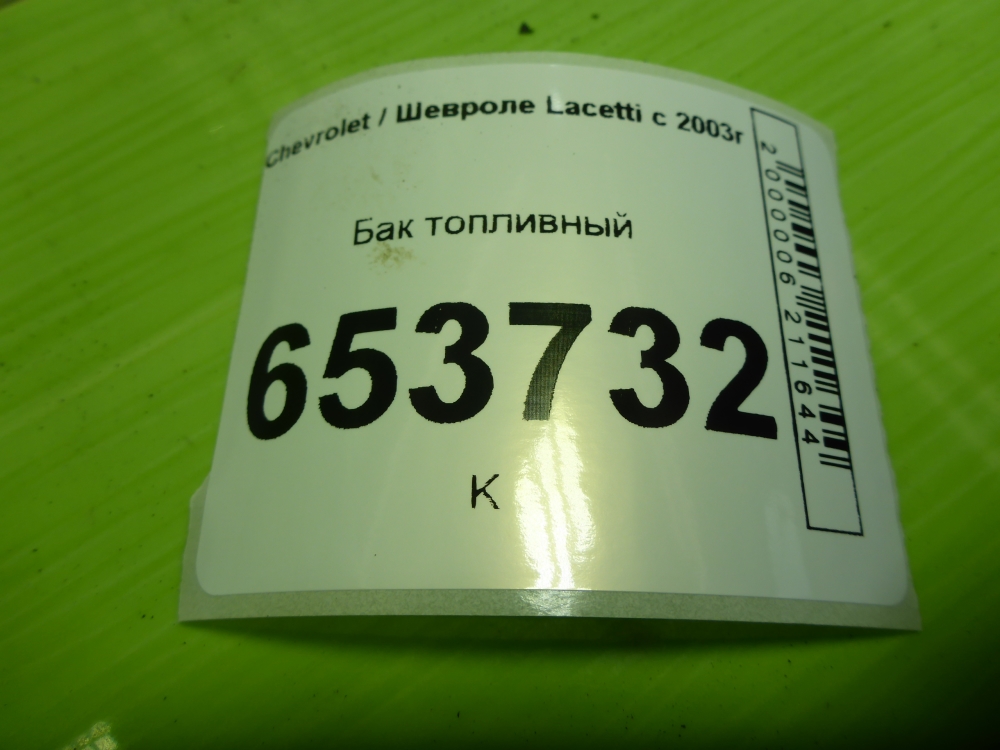 Chevrolet / Шевроле Lacetti с 2003г
Бак топливный
653732
К
2000006211644